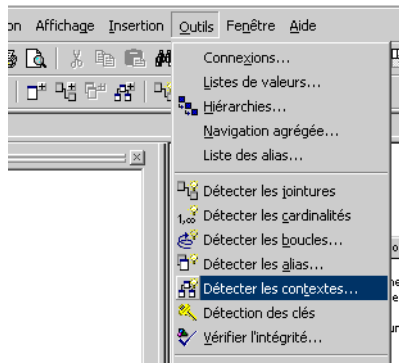 on Affichage Insertion Outils Fenêtre Aide
Connexions...
Listes de valeurs...
Hiérarchies...
Navigation agrégée...
Liste des alias...
Détecter les jointures
Détecter les cardinalités
Détecter les boucles...
Détecter les alias...
Détecter les contextes...
Détection des clés
Vérifier l'intégrité...